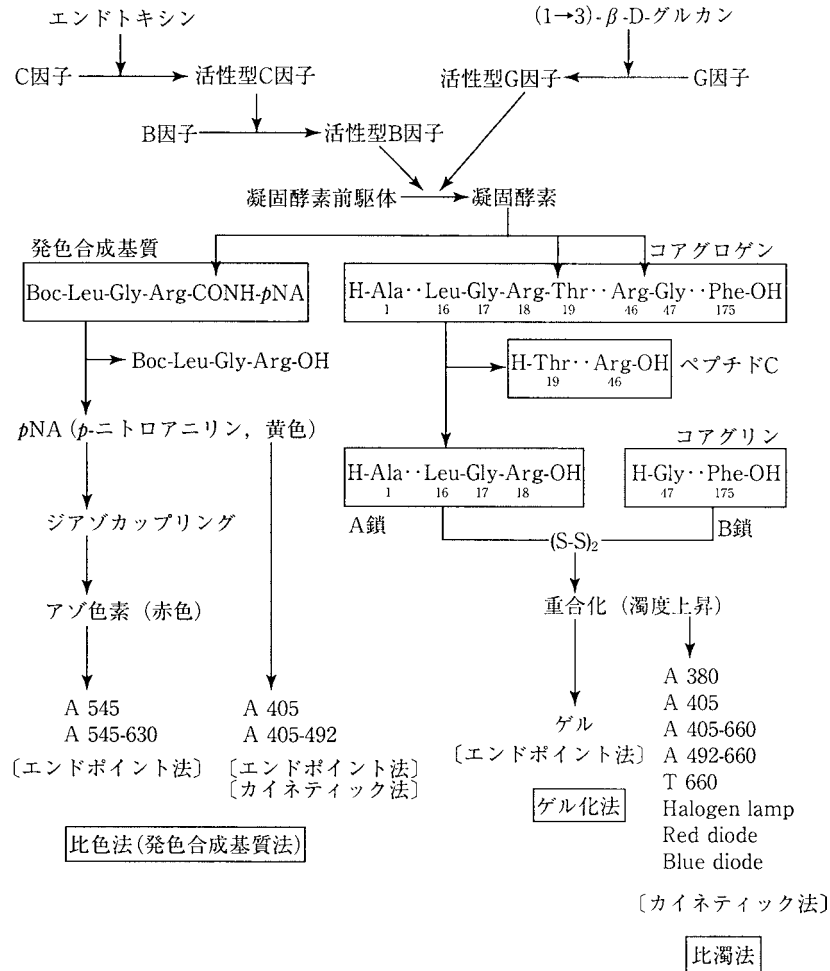 エンドトキシン
(1→3)-β-D-グルカン
C因子
活性型C因子
活性型G因子
G因子
B因子
活性型B因子
凝固酵素前駆体
凝固酵素
発色合成基質
Boc-Leu-Gly-Arg-CONH-pNA
コアグロゲン
H-Ala‥Leu-Gly-Arg-Thr‥Arg-Gly‥Phe-OH
1 16 17 18 19 46 47 175
Boc-Leu-Gly-Arg-OH
H-Thr‥Arg-OH
19 46
ペプチドC
pNA (p-ニトロアニリン, 黄色)
コアグリン
H-Ala‥Leu-Gly-Arg-OH
1 16 17 18
A鎖
H-Gly‥Phe-OH
47 175
B鎖
(S-S)2
ジアゾカップリング
アゾ色素 (赤色)
重合化 (濁度上昇)
A 545
A 545-630
〔エンドポイント法〕
A 405
A 405-492
〔エンドポイント法〕
〔カイネティック法〕
比色法(発色合成基質法)
ゲル
〔エンドポイント法〕
ゲル化法
A 380
A 405
A 405-660
A 492-660
T 660
Halogen lamp
Red diode
Blue diode
〔カイネティック法〕
比濁法